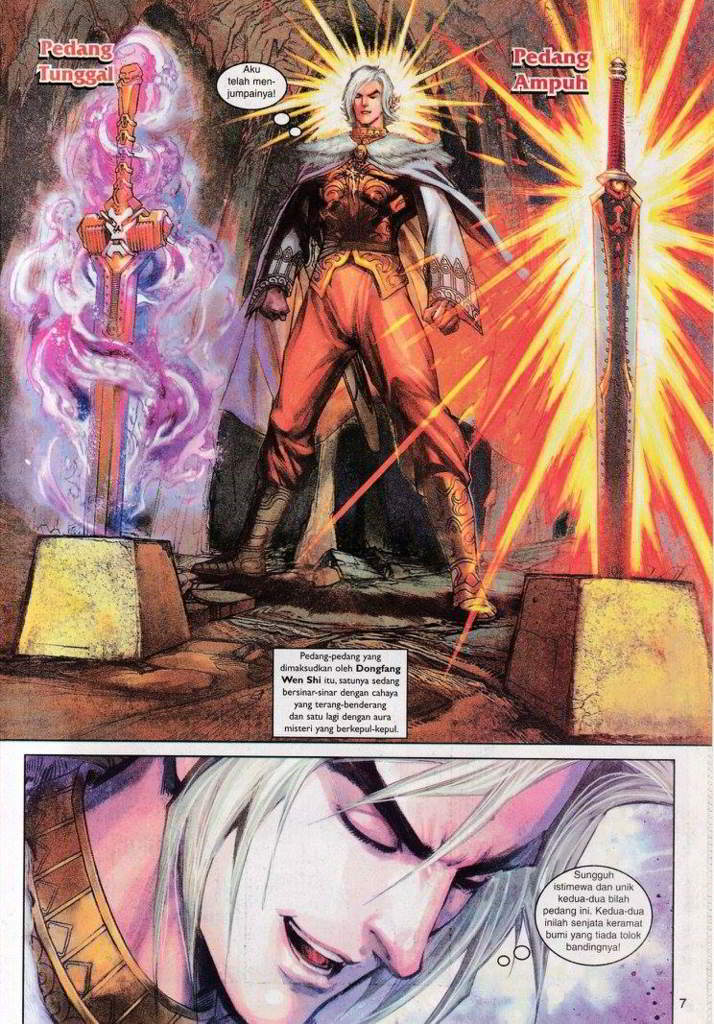 Pedang
Tunggal
Aku
telah men-
jumpainya!
Pedang
Ampuh
Pedang-pedang yang
dimaksudkan oleh Dongfang
Wen Shi itu, satunya sedang
bersinar-sinar dengan cahaya
yang terang-benderang
dan satu lagi dengan aura
misteri yang berkepul-kepul.
Sungguh
istimewa dan unik
kedua-dua bilah
pedang ini. Kedua-dua
inilah senjata keramat
bumi yang tiada tolok
bandingnya!
7